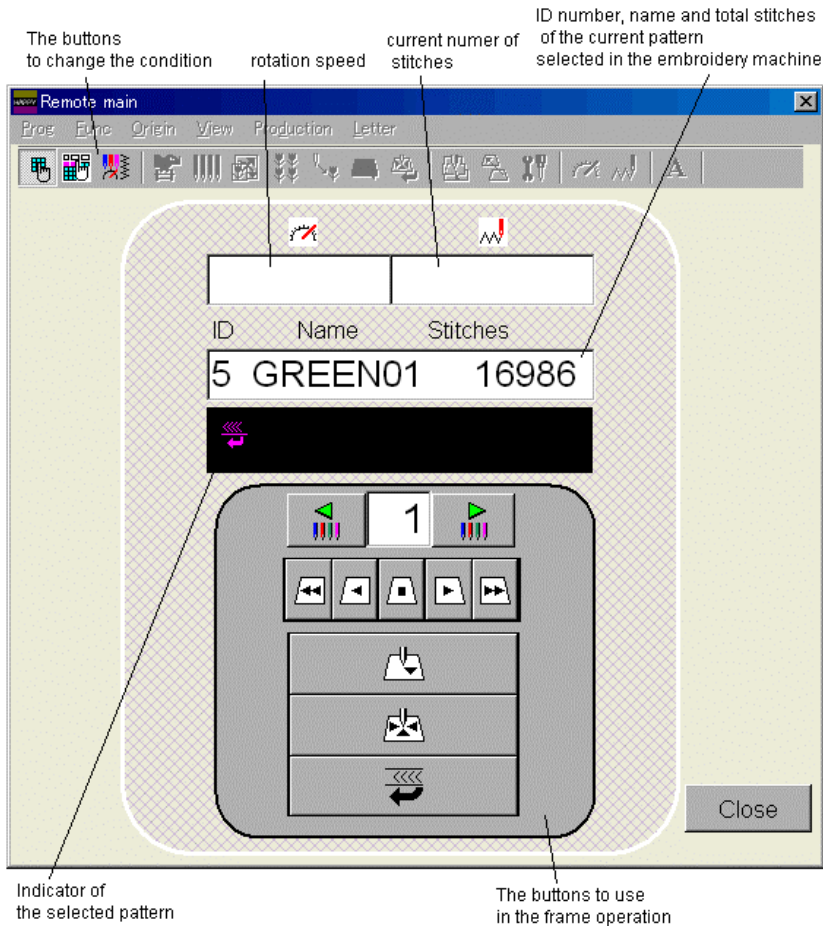 ID number, name and total stitches
of the current pattern
selected in the embroidery machine
The buttons
to change the condition
rotation speed
current numer of
stitches
HAPPY Remote main
Prog Func Origin View Production Letter
A
ID Name Stitches
5 GREEN01 16986
1
Close
Indicator of
the selected pattern
The buttons to use
in the frame operation